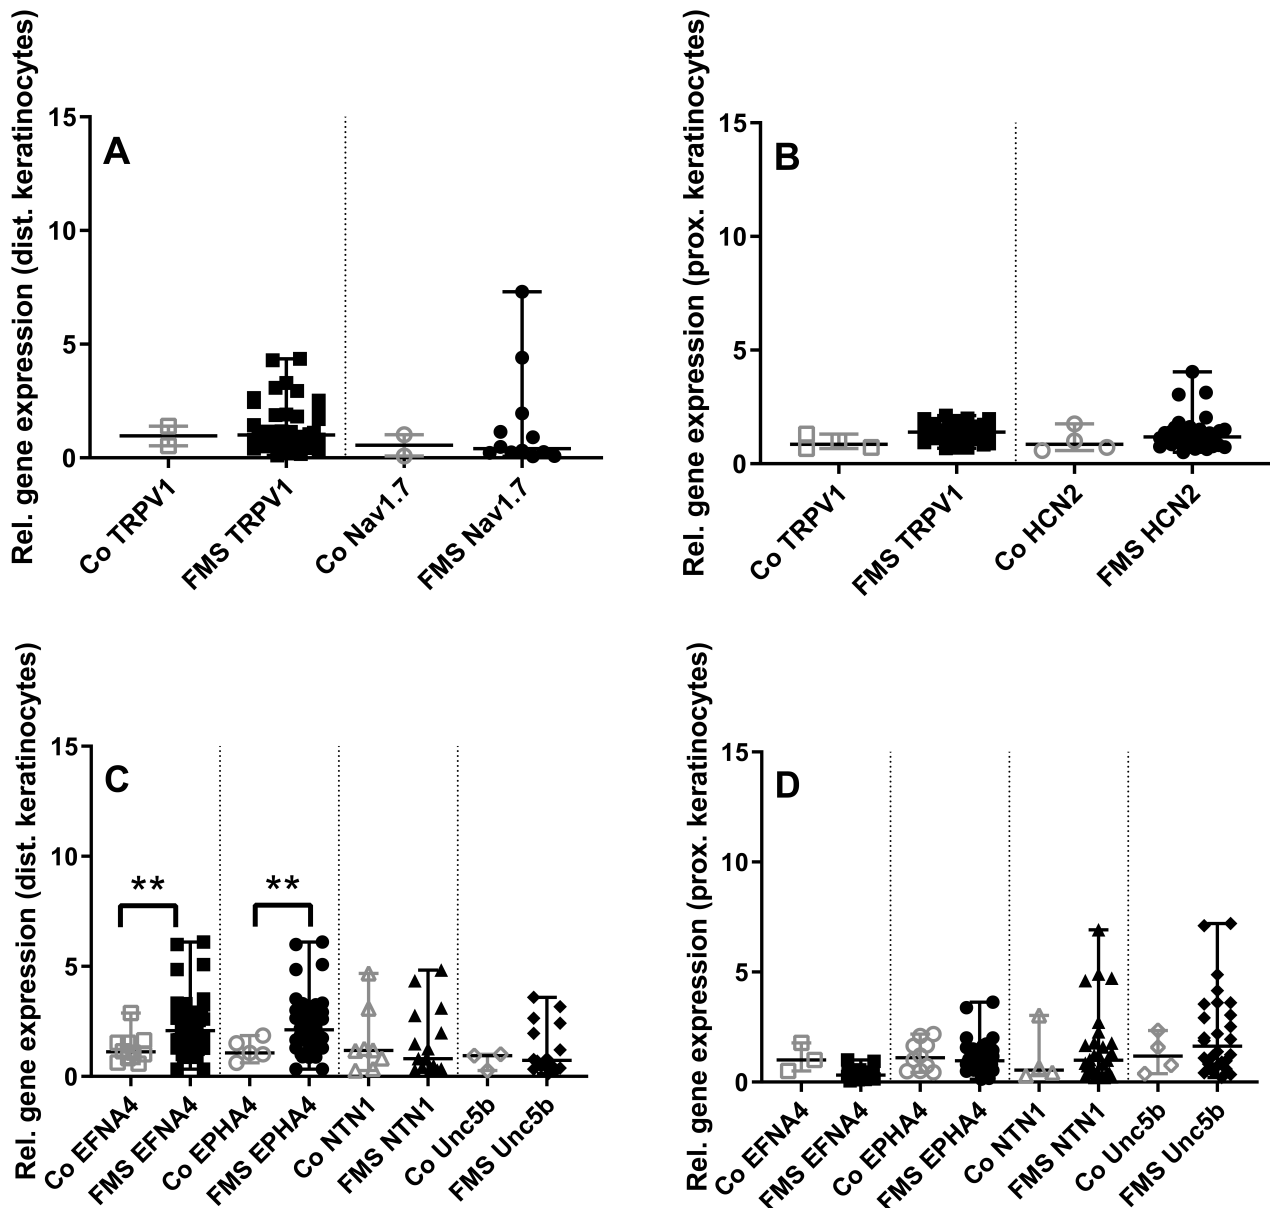 Rel. gene expression (dist. keratinocytes)
15
10
5
0
A
Co TRPV1
FMS TRPV1
Co Nav1.7
FMS Nav1.7
Rel. gene expression (prox. keratinocytes)
15
10
5
0
B
Co TRPV1
FMS TRPV1
Co HCN2
FMS HCN2
Rel. gene expression (dist. keratinocytes)
15
10
5
0
C
**
**
Co EFNA4
FMS EFNA4
Co EPHA4
FMS EPHA4
Co NTN1
FMS NTN1
Co Unc5b
FMS Unc5b
Rel. gene expression (prox. keratinocytes)
15
10
5
0
D
Co EFNA4
FMS EFNA4
Co EPHA4
FMS EPHA4
Co NTN1
FMS NTN1
Co Unc5b
FMS Unc5b